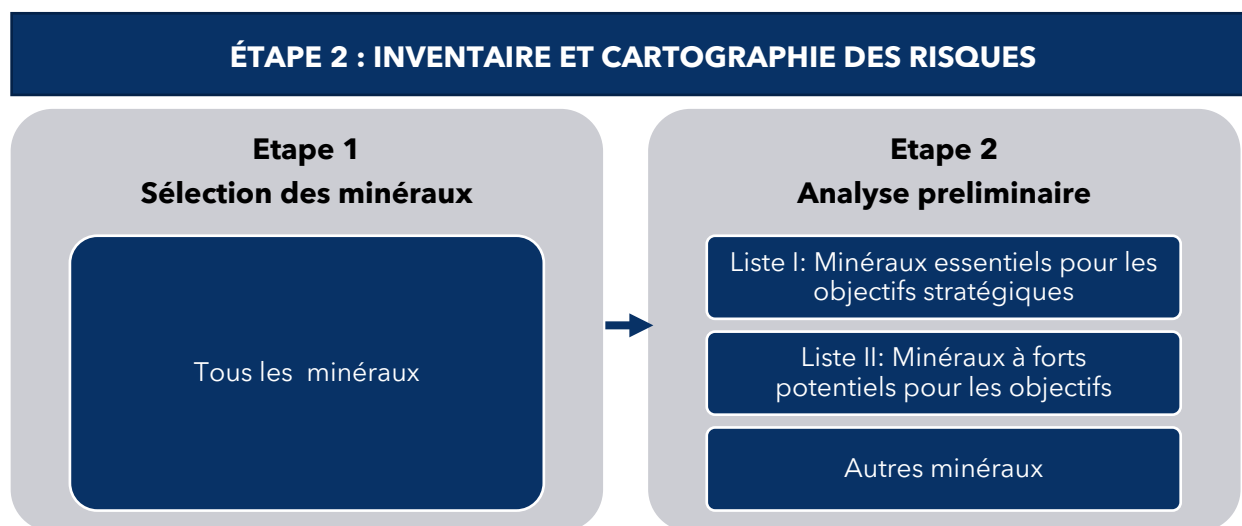 ÉTAPE 2 : INVENTAIRE ET CARTOGRAPHIE DES RISQUES
Etape 1
Sélection des minéraux
Tous les  minéraux
Etape 2
Analyse preliminaire
Liste I: Minéraux essentiels pour les
objectifs stratégiques
Liste II: Minéraux à forts
potentiels pour les objectifs
Autres minéraux